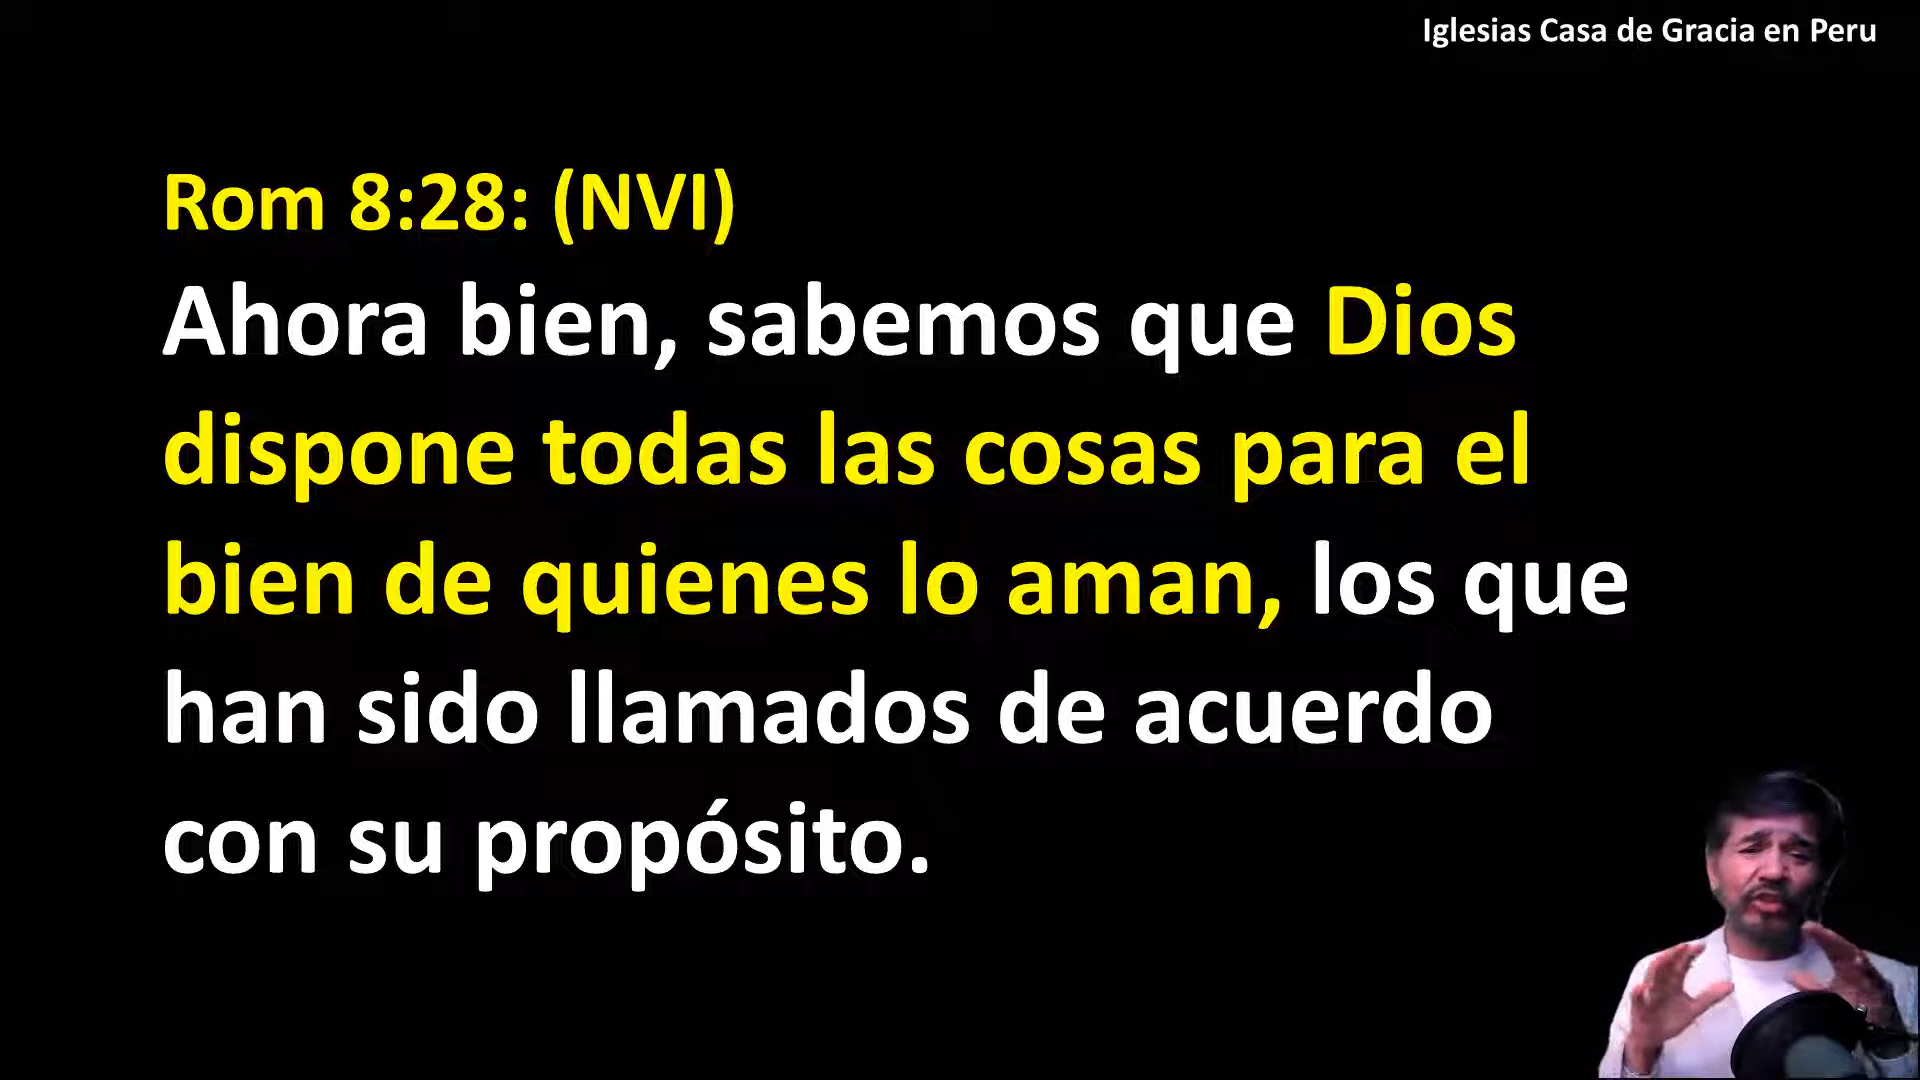 Iglesias Casa de Gracia en Peru
Rom 8:28: (NVI)
Ahora bien, sabemos que Dios
dispone todas las cosas para el
bien de quienes lo aman, los que
han sido llamados de acuerdo
con su propósito.